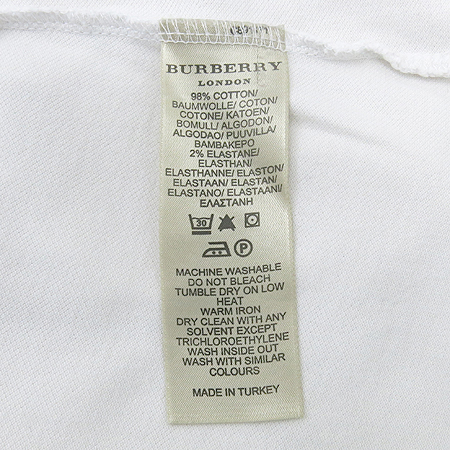 BURBERRY
LONDON
98% COTTON/
BAUMWOLLE/ COTON/
COTONE/ KATOEN/
BOMULL/ ALGODON/
ALGODAO/ PUUVILLA/
BAMBAKEPO
2% ELASTANE/
ELASTHAN/
ELASTHANNE/ ELASTON/
ELASTAAN/ ELASTAN/
ELASTANO/ ELASTAANI/
ΕΛΑΣΤΑΝΗ
30
P
MACHINE WASHABLE
DO NOT BLEACH
TUMBLE DRY ON LOW
HEAT
WARM IRON
DRY CLEAN WITH ANY
SOLVENT EXCEPT
TRICHLOROETHYLENE
WASH INSIDE OUT
WASH WITH SIMILAR
COLOURS
MADE IN TURKEY